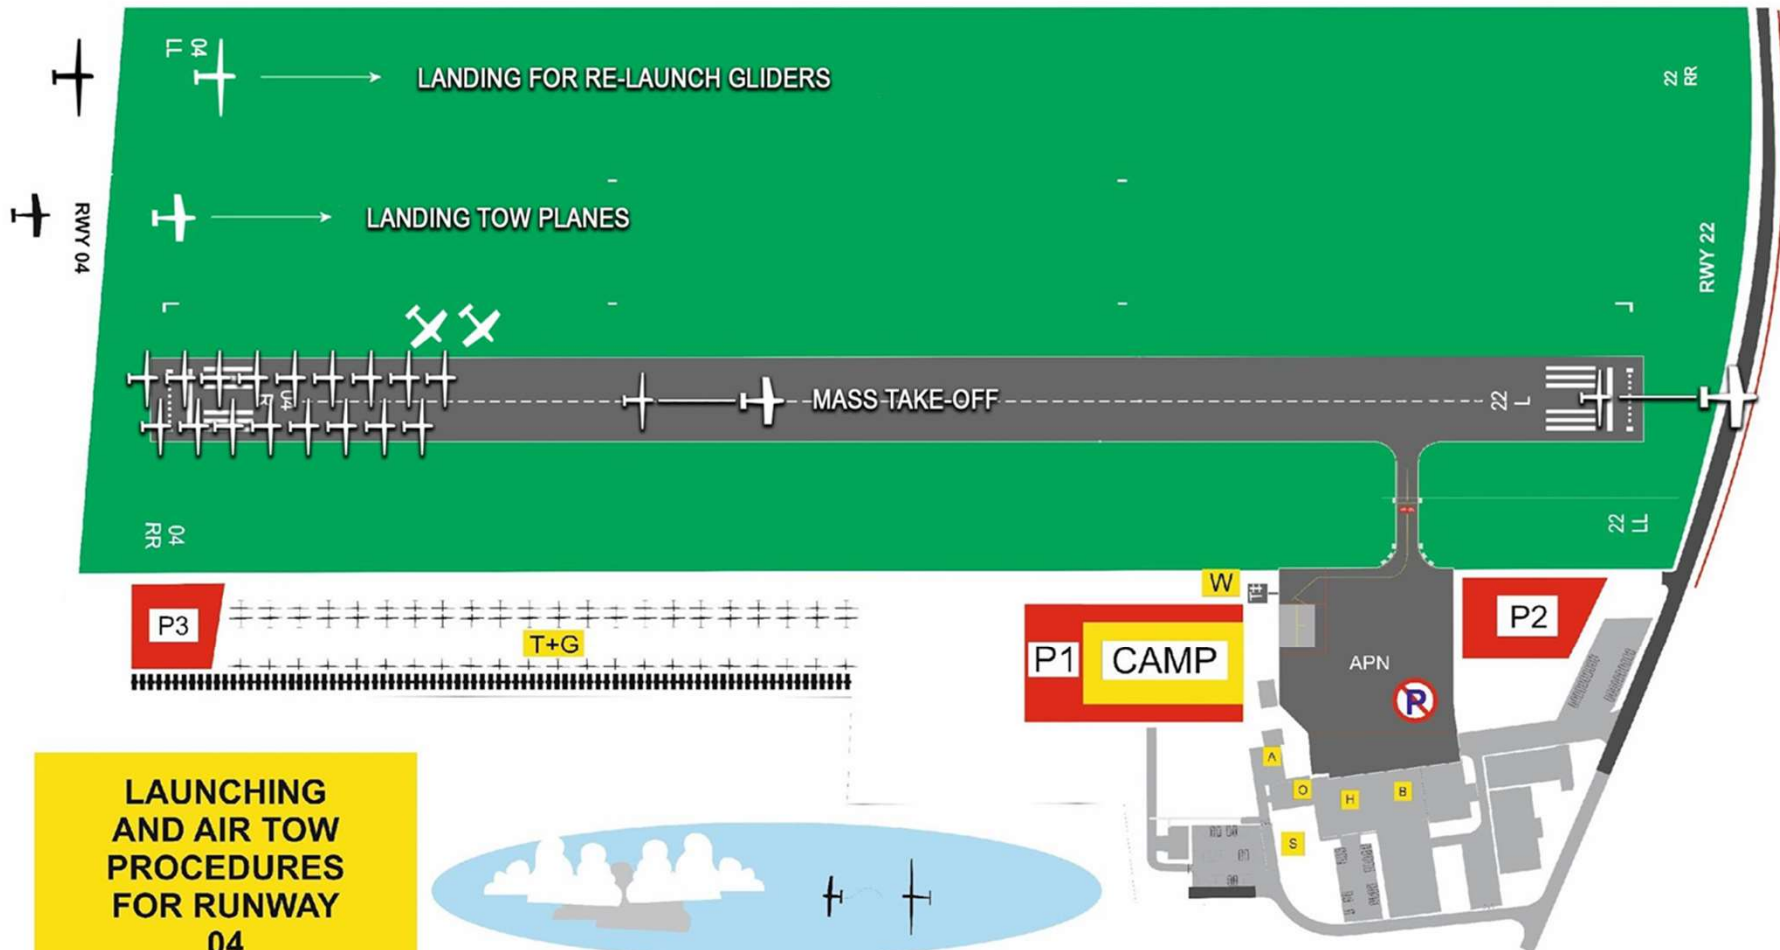 04
LL
LANDING FOR RE-LAUNCH GLIDERS
22
RR
RWY 04
LANDING TOW PLANES
RWY 22
MASS TAKE-OFF
22
L
04
RR
22
LL
P3
T+G
W
P1
CAMP
APN
P
P2
A
O
H
B
S
LAUNCHING
AND AIR TOW
PROCEDURES
FOR RUNWAY
04